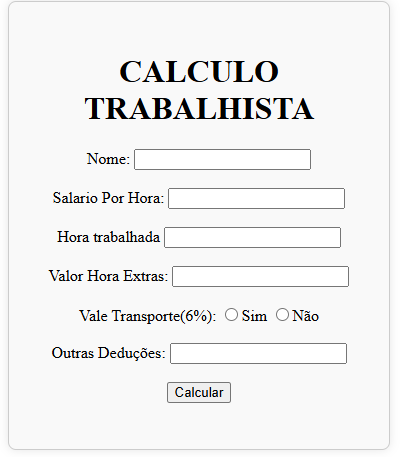 CALCULO
TRABALHISTA
Nome:
Salario Por Hora:
Hora trabalhada
Valor Hora Extras:
Vale Transporte(6%): Sim Não
Outras Deduções:
Calcular